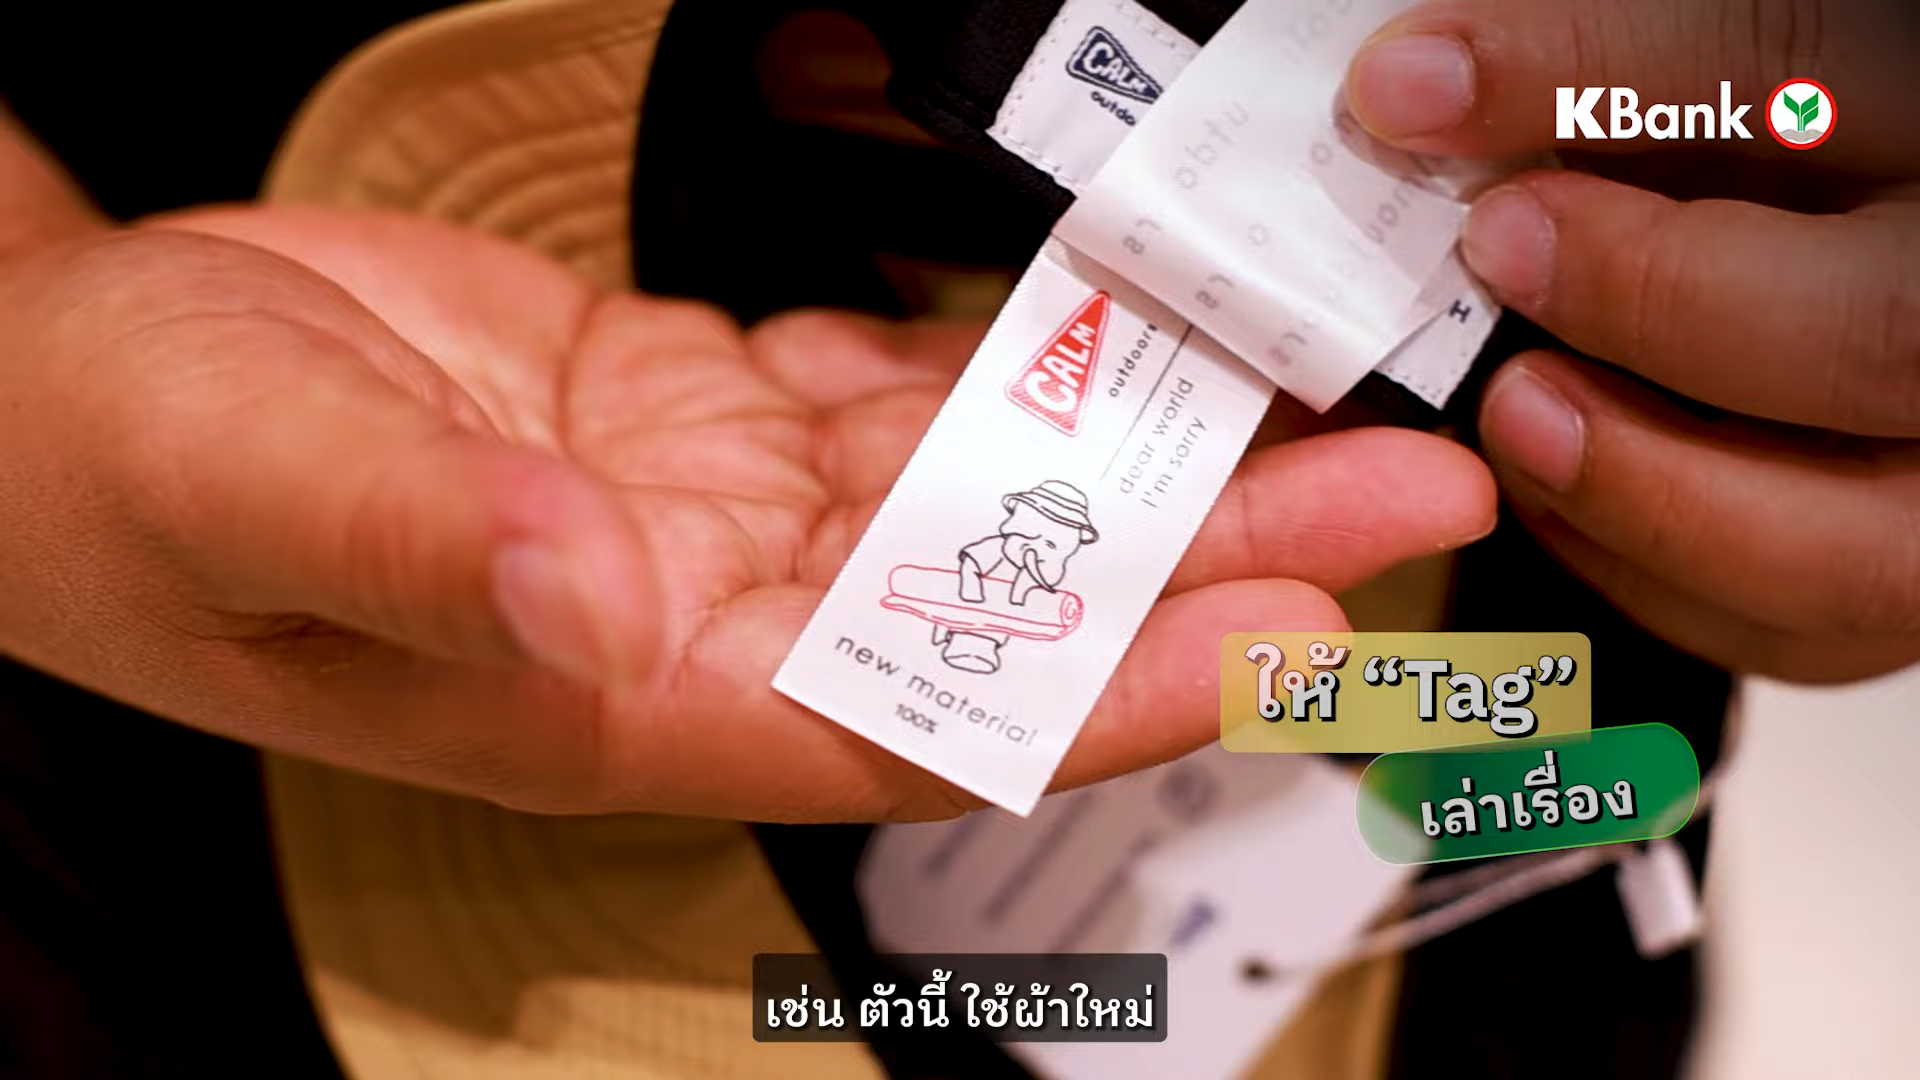 CALM
KBank
CALM
outdoors
dear world
I'm sorry
new material
100%
ให้ “Tag”
เล่าเรื่อง
เช่น ตัวนี้ ใช้ผ้าใหม่